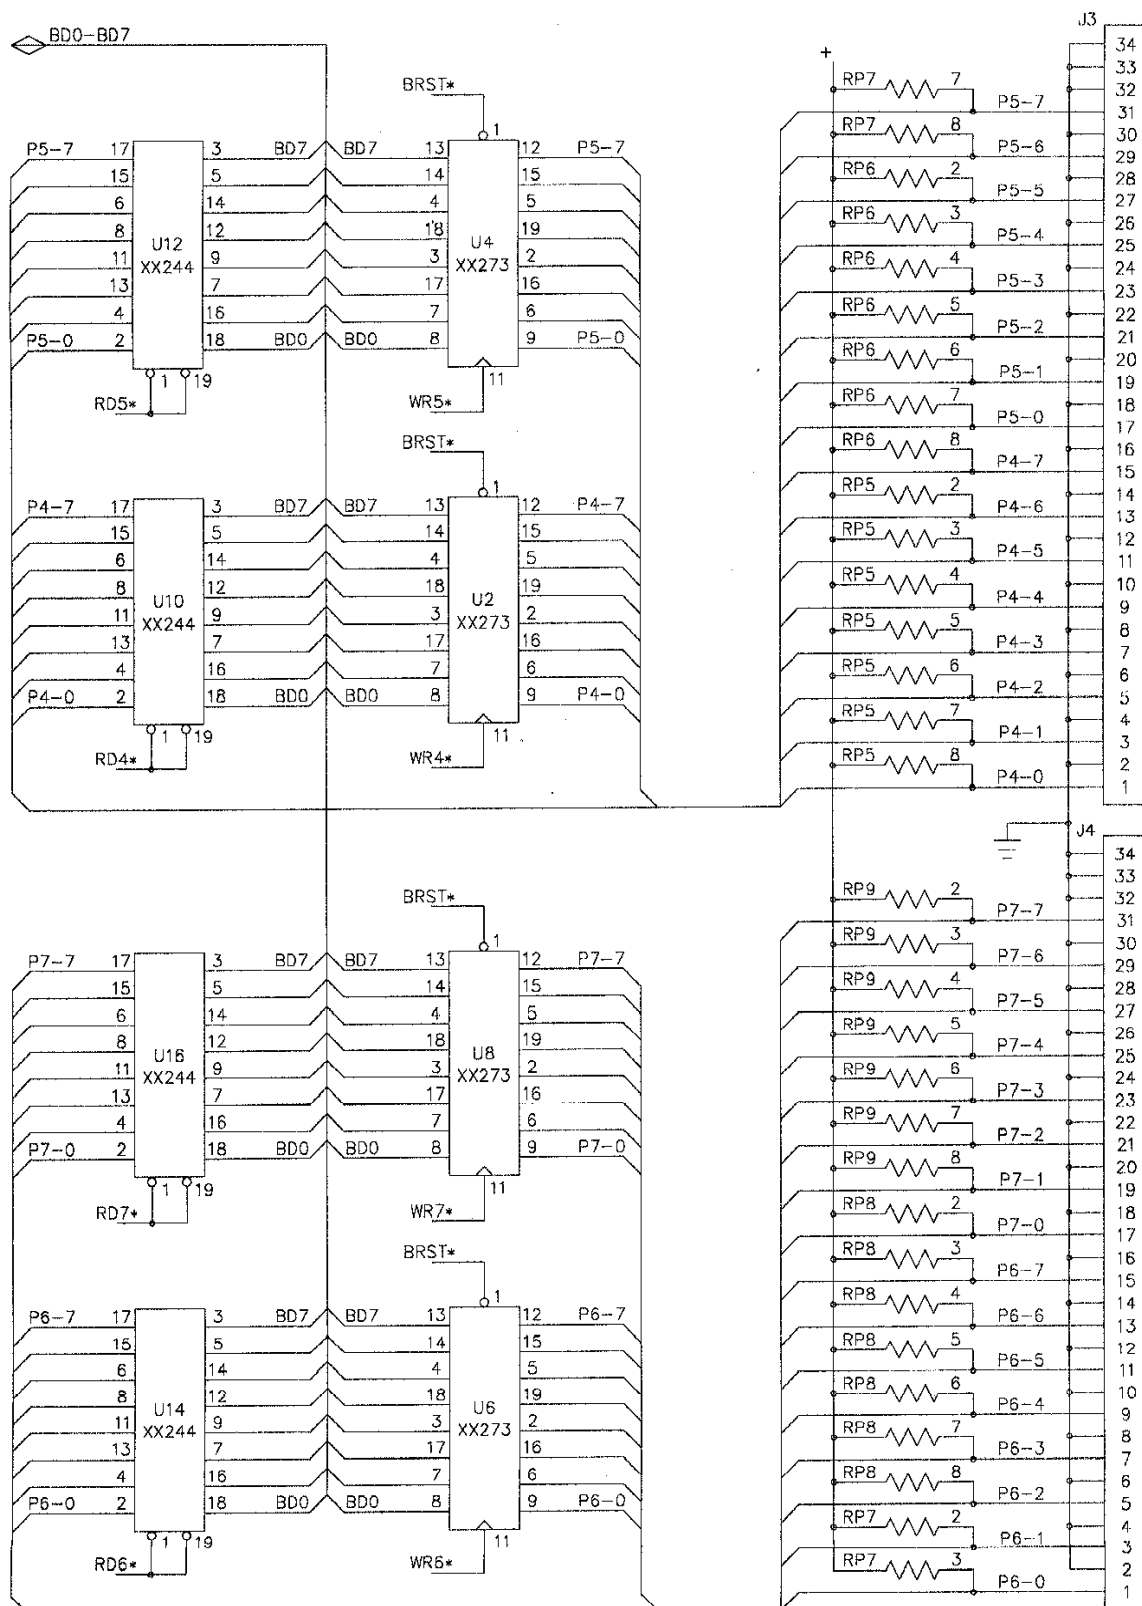 BD0-BD7
BRST*
P5-7 17 3 BD7 BD7 13 1 12 P5-7
15 5 14 15
6 14 4 5
8 12 18 19
U12 U4
XX244 XX273
11 9 3 2
13 7 17 16
4 16 7 6
P5-0 2 18 BD0 BD0 8 9 P5-0
1 19 11
RD5* WR5*
BRST*
1
P4-7 17 3 BD7 BD7 13 12 P4-7
15 5 14 15
6 14 4 5
8 12 18 19
U10 U2
XX244 XX273
11 9 3 2
13 7 17 16
4 16 7 6
P4-0 2 18 BD0 BD0 8 9 P4-0
1 19 11
RD4* WR4*
BRST*
1
P7-7 17 3 BD7 BD7 13 12 P7-7
15 5 14 15
6 14 4 5
8 12 18 19
U16 U8
XX244 XX273
11 9 3 2
13 7 17 16
4 16 7 6
P7-0 2 18 BD0 BD0 8 9 P7-0
1 19 11
RD7* WR7*
BRST*
1
P6-7 17 3 BD7 BD7 13 12 P6-7
15 5 14 15
6 14 4 5
8 12 18 19
U14 U6
XX244 XX273
11 9 3 2
13 7 17 16
4 16 7 6
P6-0 2 18 BD0 BD0 8 9 P6-0
1 19 11
RD6* WR6*
J3
+
34
33
RP7 7 32
P5-7 31
RP7 8 30
P5-6 29
RP6 2 28
P5-5 27
RP6 3 26
P5-4 25
RP6 4 24
P5-3 23
RP6 5 22
P5-2 21
RP6 6 20
P5-1 19
RP6 7 18
P5-0 17
RP6 8 16
P4-7 15
RP5 2 14
P4-6 13
RP5 3 12
P4-5 11
RP5 4 10
P4-4 9
RP5 5 8
P4-3 7
RP5 6 6
P4-2 5
RP5 7 4
P4-1 3
RP5 8 2
P4-0 1
J4
34
33
RP9 2 32
P7-7 31
RP9 3 30
P7-6 29
RP9 4 28
P7-5 27
RP9 5 26
P7-4 25
RP9 6 24
P7-3 23
RP9 7 22
P7-2 21
RP9 8 20
P7-1 19
RP8 2 18
P7-0 17
RP8 3 16
P6-7 15
RP8 4 14
P6-6 13
RP8 5 12
P6-5 11
RP8 6 10
P6-4 9
RP8 7 8
P6-3 7
RP8 8 6
P6-2 5
RP7 2 4
P6-1 3
RP7 3 2
P6-0 1